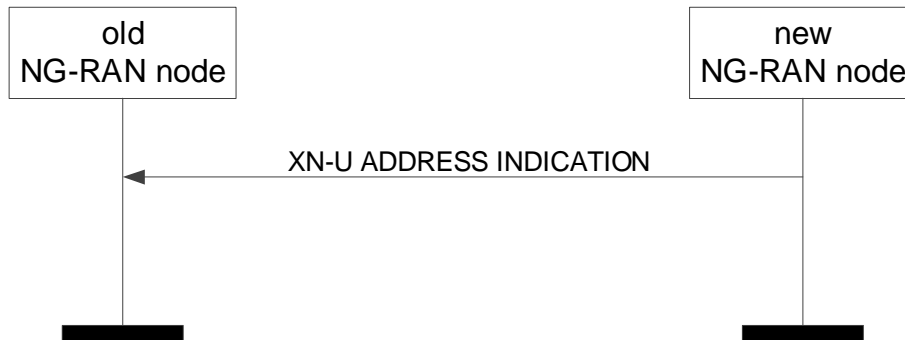 old
NG-RAN node
new
NG-RAN node
XN-U ADDRESS INDICATION